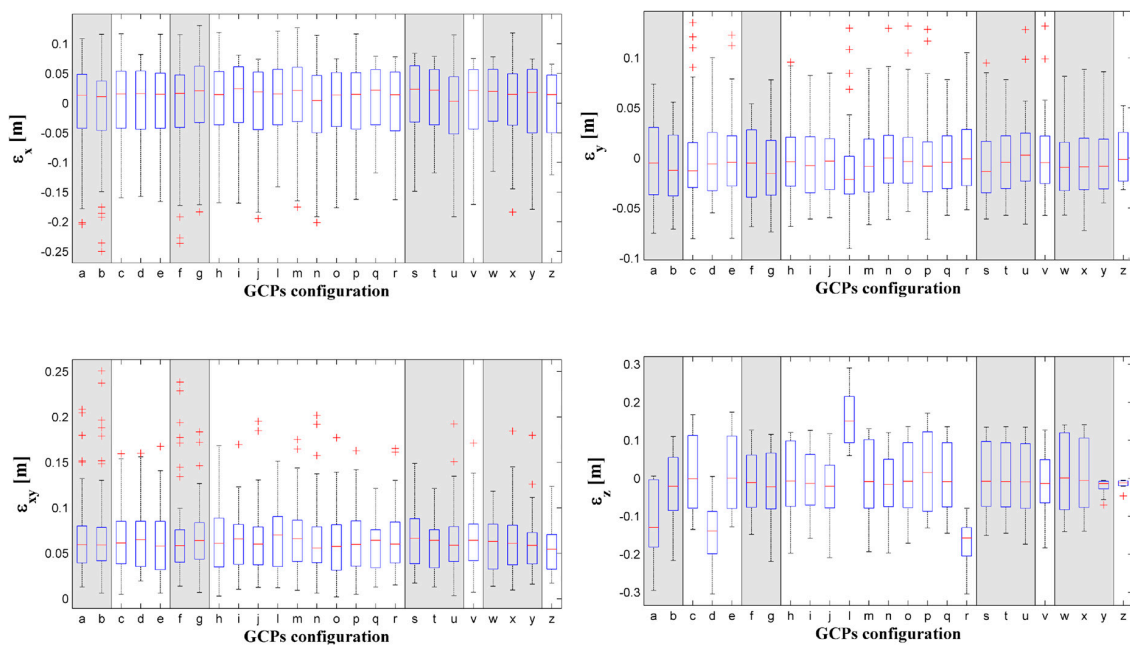 0.1
0.05
0
-0.05
-0.1
-0.15
-0.2
-0.25
εx [m]
a b c d e f g h i j l m n o p q r s t u v w x y z
GCPs configuration
0.1
0.05
0
-0.05
-0.1
εy [m]
a b c d e f g h i j l m n o p q r s t u v w x y z
GCPs configuration
0.25
0.2
0.15
0.1
0.05
0
εxy [m]
a b c d e f g h i j l m n o p q r s t u v w x y z
GCPs configuration
0.3
0.2
0.1
0
-0.1
-0.2
-0.3
εz [m]
a b c d e f g h i j l m n o p q r s t u v w x y z
GCPs configuration